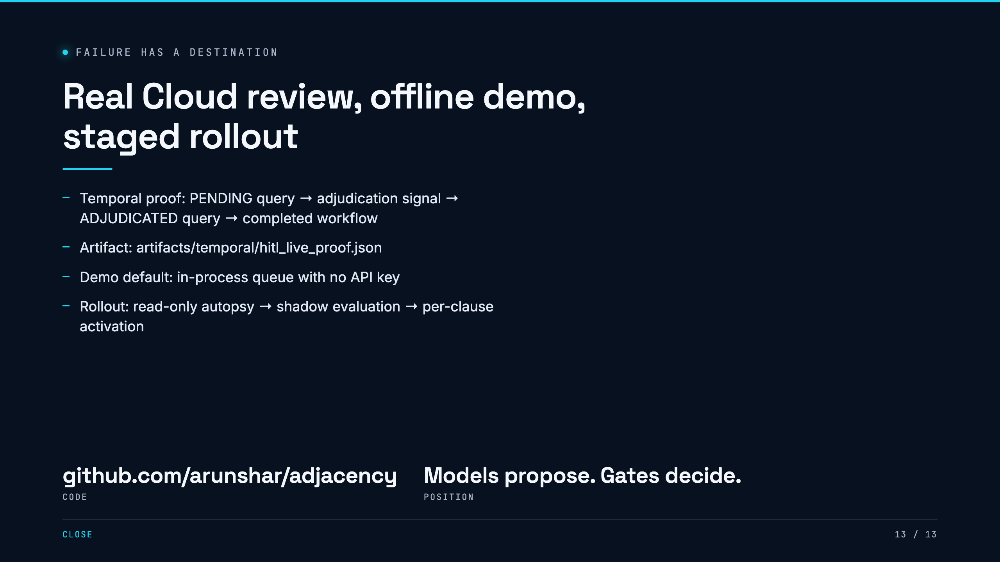 FAILURE HAS A DESTINATION
Real Cloud review, offline demo,
staged rollout
– Temporal proof: PENDING query → adjudication signal →
ADJUDICATED query → completed workflow
– Artifact: artifacts/temporal/hitl_live_proof.json
– Demo default: in-process queue with no API key
– Rollout: read-only autopsy → shadow evaluation → per-clause
activation
github.com/arunshar/adjacency
CODE
Models propose. Gates decide.
POSITION
CLOSE
13 / 13